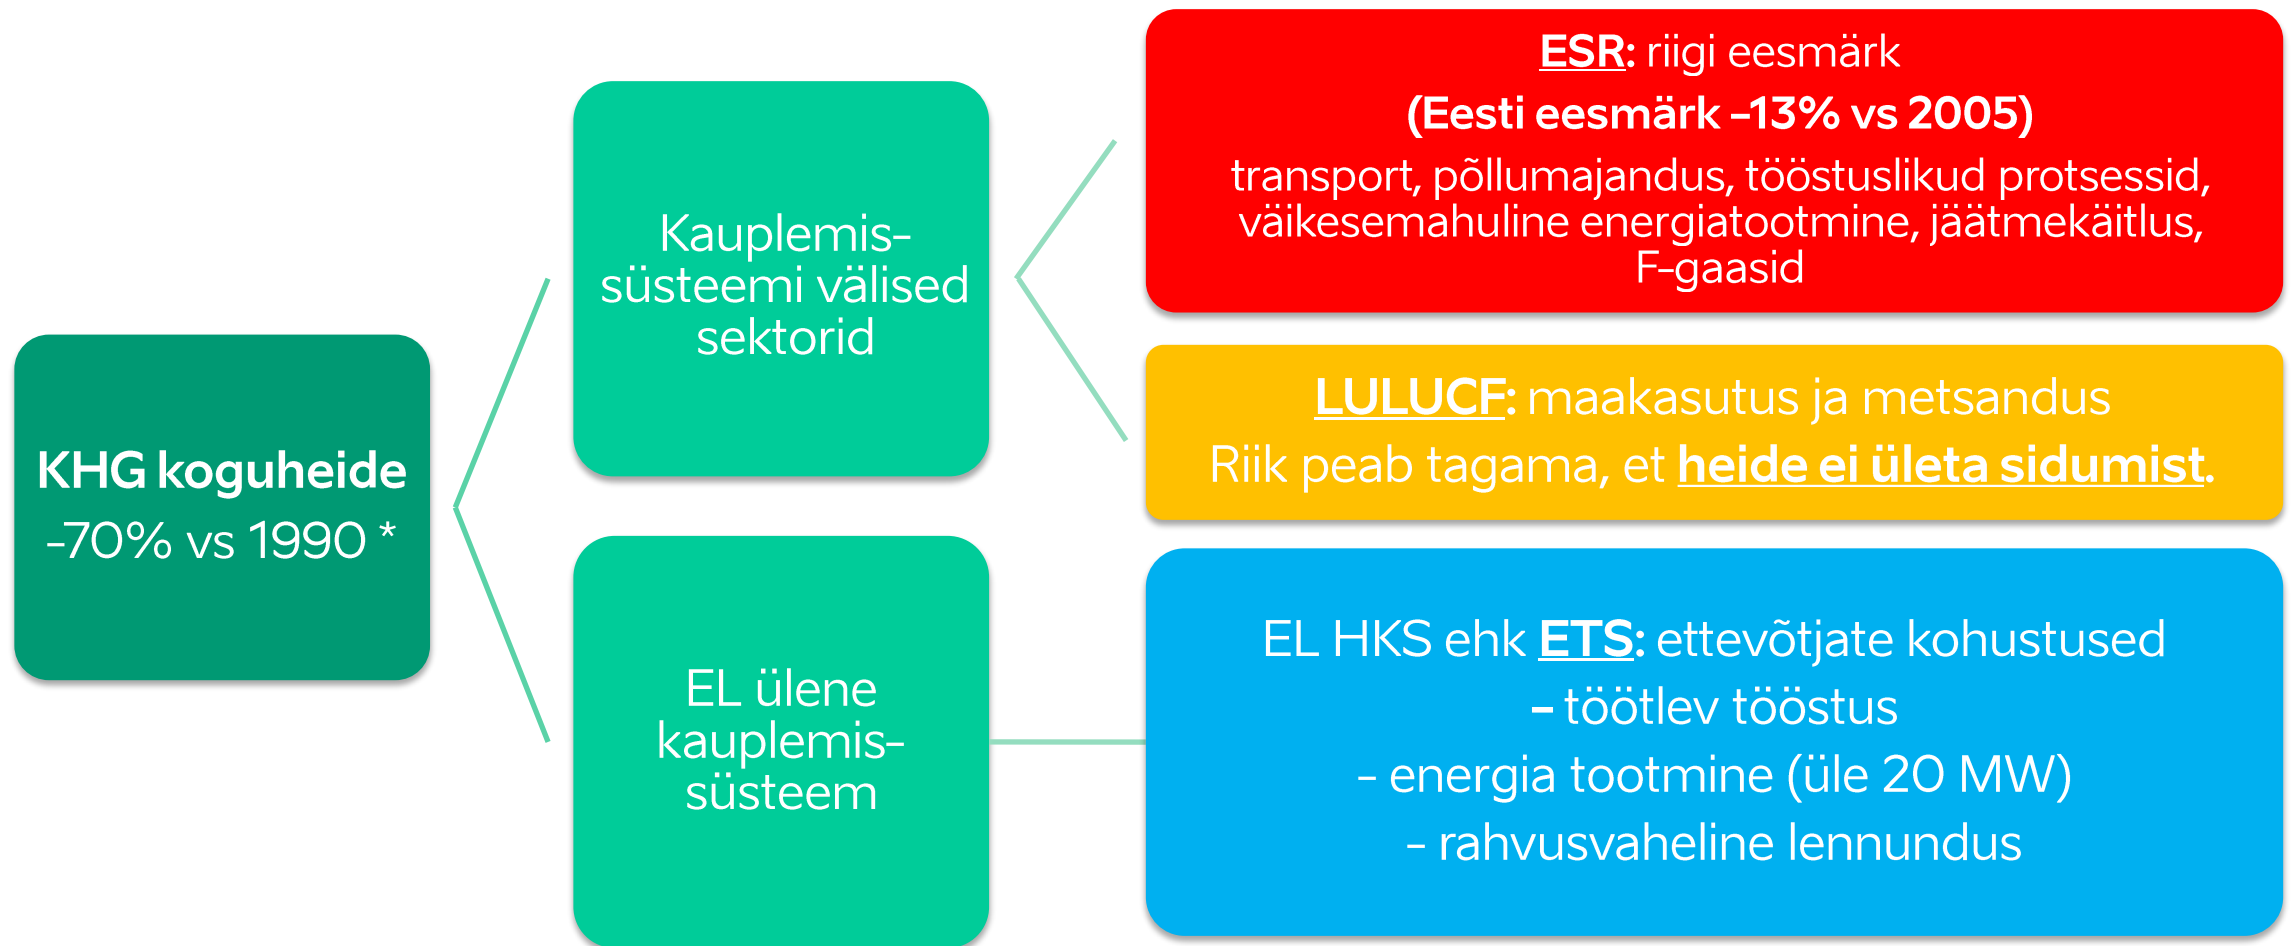 KHG koguheide
-70% vs 1990 *
Kauplemis-
süsteemi välised
sektorid
EL ülene
kauplemis-
süsteem
ESR: riigi eesmärk
(Eesti eesmärk -13% vs 2005)
transport, põllumajandus, tööstuslikud protsessid,
väikesemahuline energiatootmine, jäätmekäitlus,
F-gaasid
LULUCF: maakasutus ja metsandus
Riik peab tagama, et heide ei ületa sidumist.
EL HKS ehk ETS: ettevõtjate kohustused
- töötlev tööstus
- energia tootmine (üle 20 MW)
- rahvusvaheline lennundus